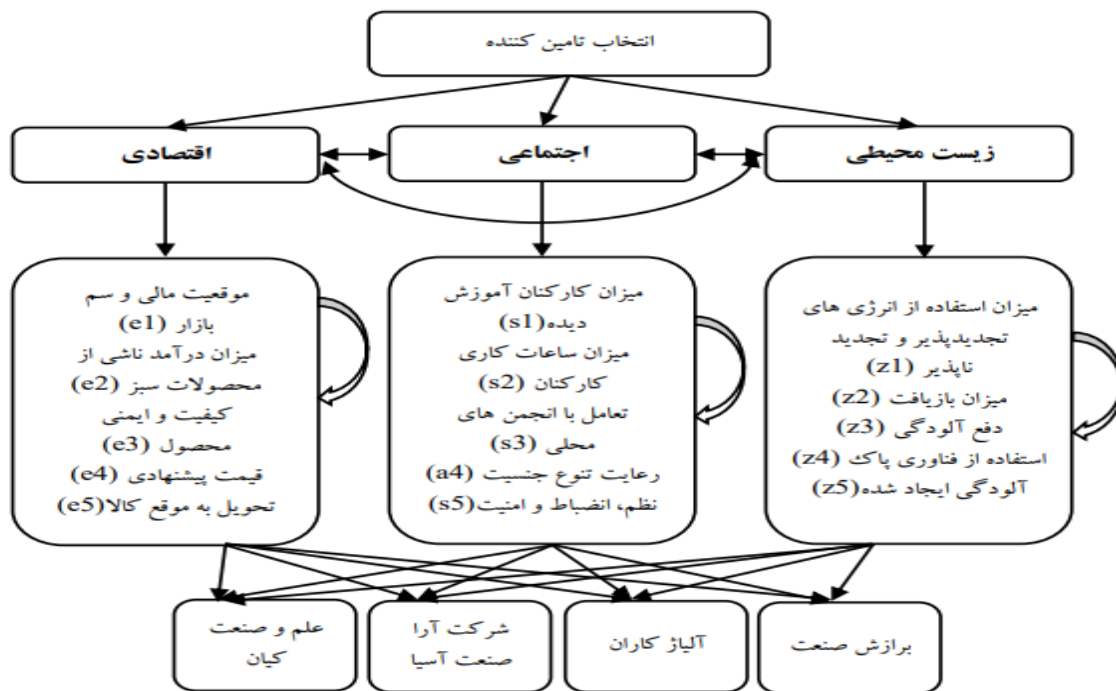 انتخاب تامین کننده
زیست محیطی
اجتماعی
اقتصادی
میزان استفاده از انرژی های
تجدیدپذیر و تجدید
ناپذیر (z1)
میزان بازیافت (z2)
دفع آلودگی (z3)
استفاده از فناوری پاک (z4)
آلودگی ایجاد شده(z5)
میزان کارکنان آموزش
دیده(s1)
میزان ساعات کاری
کارکنان (s2)
تعامل با انجمن های
محلی (s3)
رعایت تنوع جنسیت (a4)
نظم، انضباط و امنیت(s5)
موقعیت مالی و سم
بازار (e1)
میزان درآمد ناشی از
محصولات سبز (e2)
کیفیت و ایمنی
محصول (e3)
قیمت پیشنهادی (e4)
تحویل به موقع کالا(e5)
برازش صنعت
آلیاژ کاران
شرکت آرا
صنعت آسیا
علم و صنعت
کیان